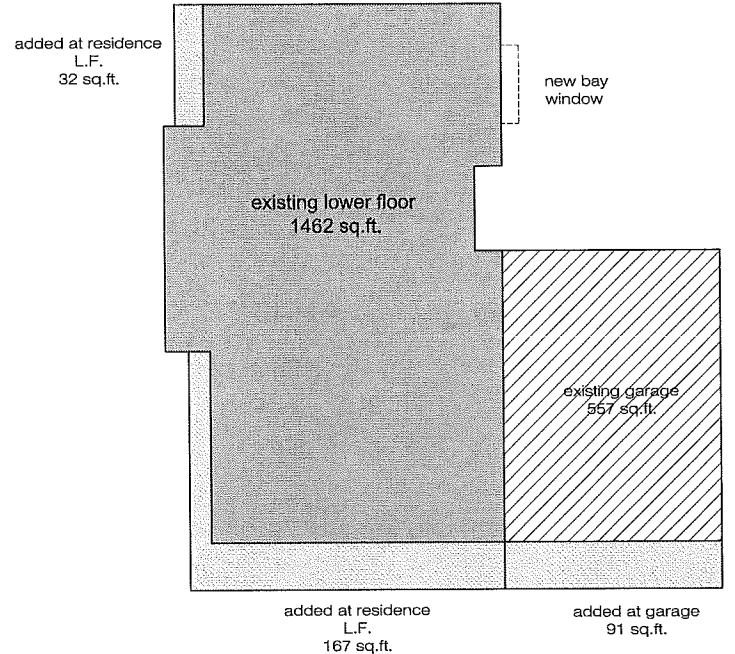 added at residence
L.F.
32 sq.ft.
new bay
window
existing lower floor
1462 sq.ft.
existing garage
557 sq.ft.
added at residence
L.F.
167 sq.ft.
added at garage
91 sq.ft.